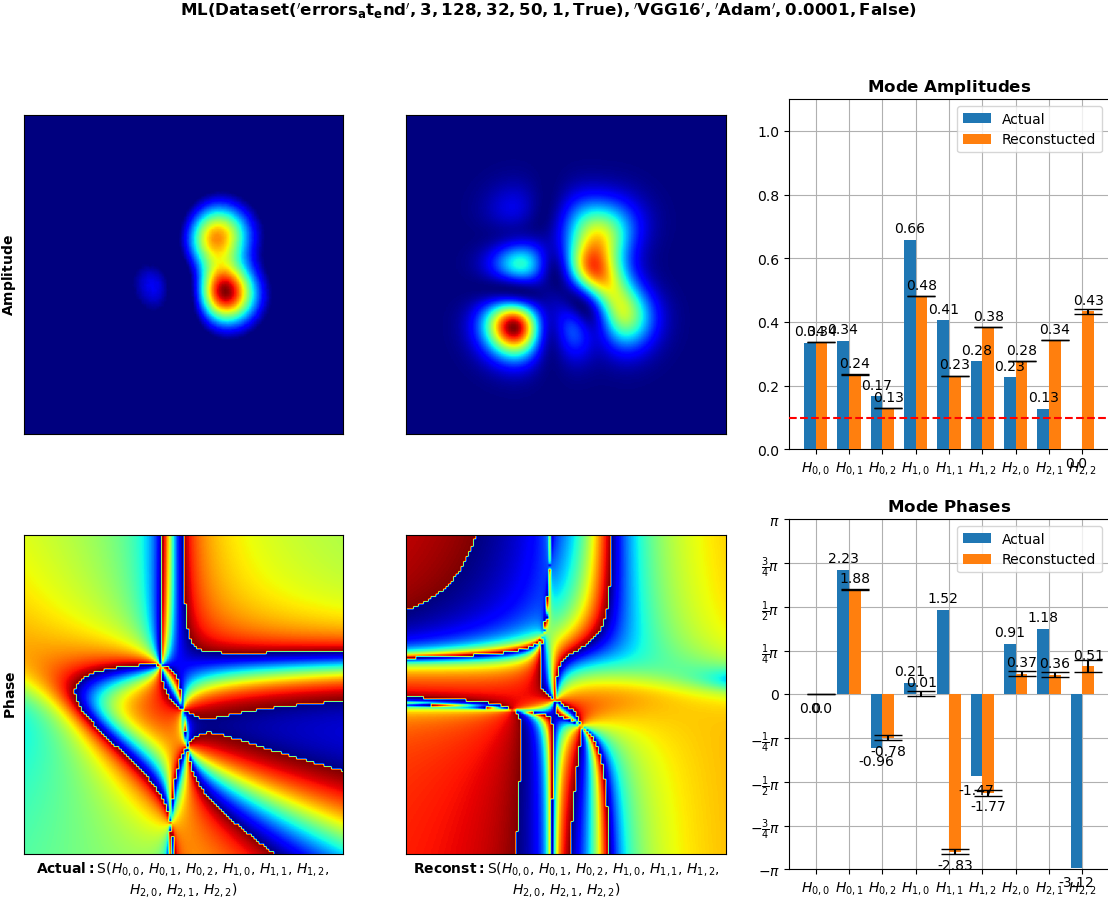 ML(Dataset('errors_at_end', 3, 128, 32, 50, 1, True), 'VGG16', 'Adam', 0.0001, False)
Amplitude
Mode Amplitudes
Actual
Reconstucted
1.0
0.8
0.6
0.4
0.2
0.0
0.34 0.34 0.34 0.24 0.17 0.13 0.66 0.48 0.41 0.23 0.28 0.38 0.23 0.28 0.13 0.34 0.0 0.43
H0,0 H0,1 H0,2 H1,0 H1,1 H1,2 H2,0 H2,1 H2,2
Phase
Mode Phases
Actual
Reconstucted
π
3/4π
1/2π
1/4π
0
−1/4π
−1/2π
−3/4π
−π
0.0 0.0 2.23 1.88 -0.96 -0.78 0.21 0.01 1.52 -2.83 -1.47 -1.77 0.91 0.37 1.18 0.36 -3.12 0.51
H0,0 H0,1 H0,2 H1,0 H1,1 H1,2 H2,0 H2,1 H2,2
Actual: S(H0,0, H0,1, H0,2, H1,0, H1,1, H1,2,
H2,0, H2,1, H2,2)
Reconst: S(H0,0, H0,1, H0,2, H1,0, H1,1, H1,2,
H2,0, H2,1, H2,2)